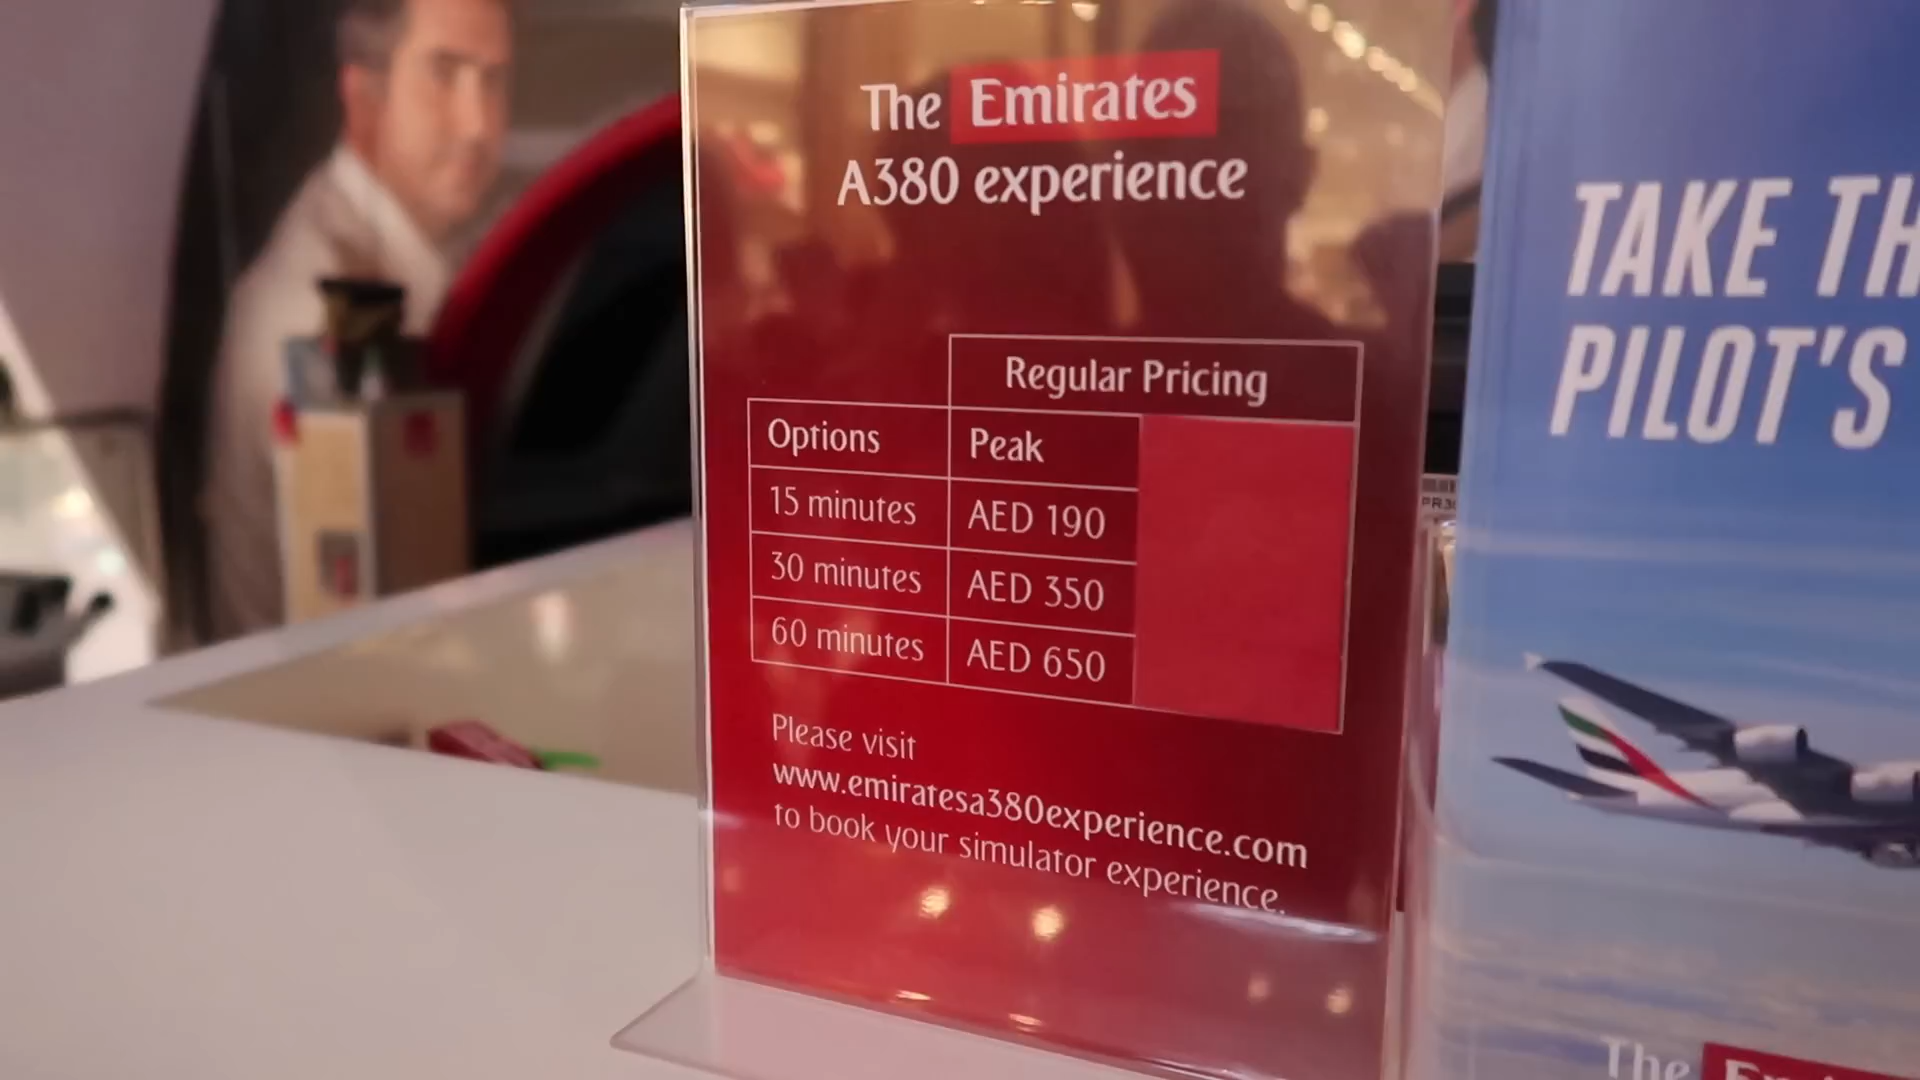 The Emirates
A380 experience
Regular Pricing
Options Peak
15 minutes AED 190
30 minutes AED 350
60 minutes AED 650
Please visit
www.emiratesa380experience.com
to book your simulator experience.
TAKE TH
PILOT'S
The